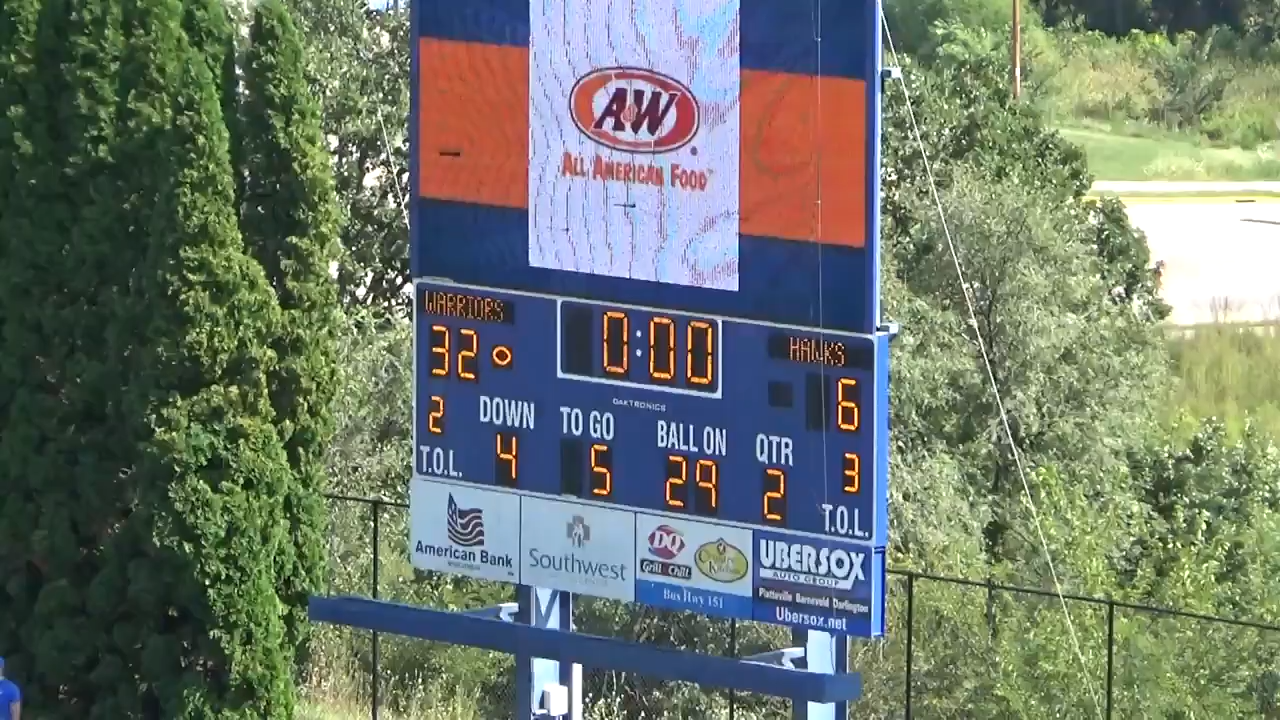 A&W
ALL AMERICAN FOOD
WARRIORS
0:00
HAWKS
32
6
DAKTRONICS
DOWN TO GO BALL ON QTR
2 4 5 29 2 3
T.O.L. T.O.L.
American Bank
Southwest
DQ
Grill & Chill
Bus Hwy 151
UBERSOX
AUTO GROUP
Platteville Barneveld Darlington
Ubersox.net